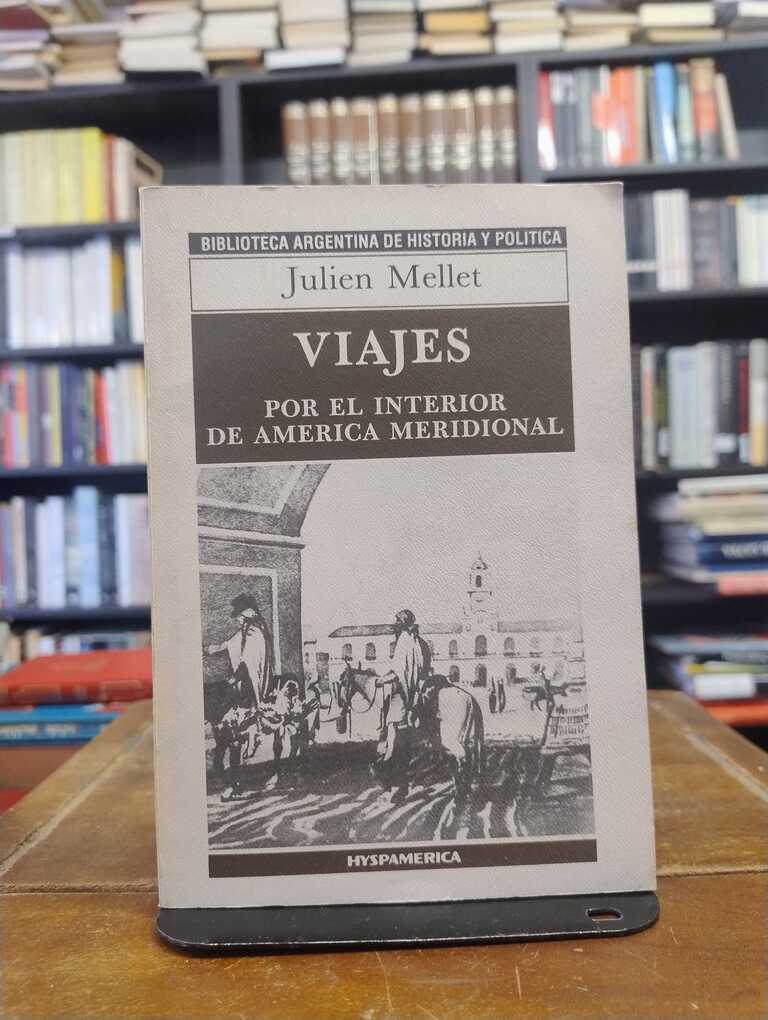 BIBLIOTECA ARGENTINA DE HISTORIA Y POLITICA
Julien Mellet
VIAJES
POR EL INTERIOR
DE AMERICA MERIDIONAL
HYSPAMERICA